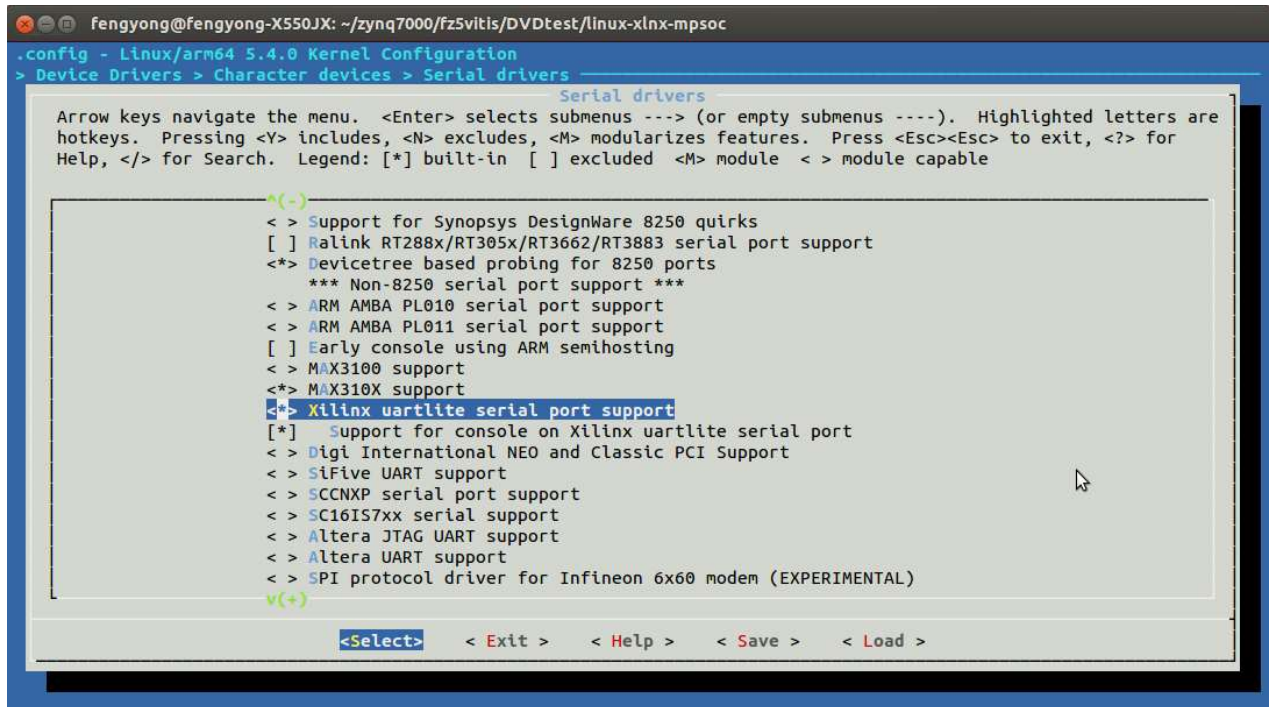 fengyong@fengyong-X550JX: ~/zynq7000/fz5vitis/DVDtest/linux-xlnx-mpsoc
.config - Linux/arm64 5.4.0 Kernel Configuration
> Device Drivers > Character devices > Serial drivers
Serial drivers
Arrow keys navigate the menu.  <Enter> selects submenus ---> (or empty submenus ----).  Highlighted letters are
hotkeys.  Pressing <Y> includes, <N> excludes, <M> modularizes features.  Press <Esc><Esc> to exit, <?> for
Help, </> for Search.  Legend: [*] built-in  [ ] excluded  <M> module  < > module capable
^(-)
< > Support for Synopsys DesignWare 8250 quirks
[ ] Ralink RT288x/RT305x/RT3662/RT3883 serial port support
<*> Devicetree based probing for 8250 ports
*** Non-8250 serial port support ***
< > ARM AMBA PL010 serial port support
< > ARM AMBA PL011 serial port support
[ ] Early console using ARM semihosting
< > MAX3100 support
<*> MAX310X support
<*> Xilinx uartlite serial port support
[*]   Support for console on Xilinx uartlite serial port
< > Digi International NEO and Classic PCI Support
< > SiFive UART support
< > SCCNXP serial port support
< > SC16IS7xx serial support
< > Altera JTAG UART support
< > Altera UART support
< > SPI protocol driver for Infineon 6x60 modem (EXPERIMENTAL)
v(+)
<Select>    < Exit >    < Help >    < Save >    < Load >